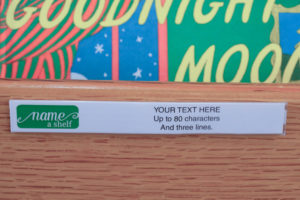 GOODNIGHT
MOON
name
a shelf
YOUR TEXT HERE
Up to 80 characters
And three lines.